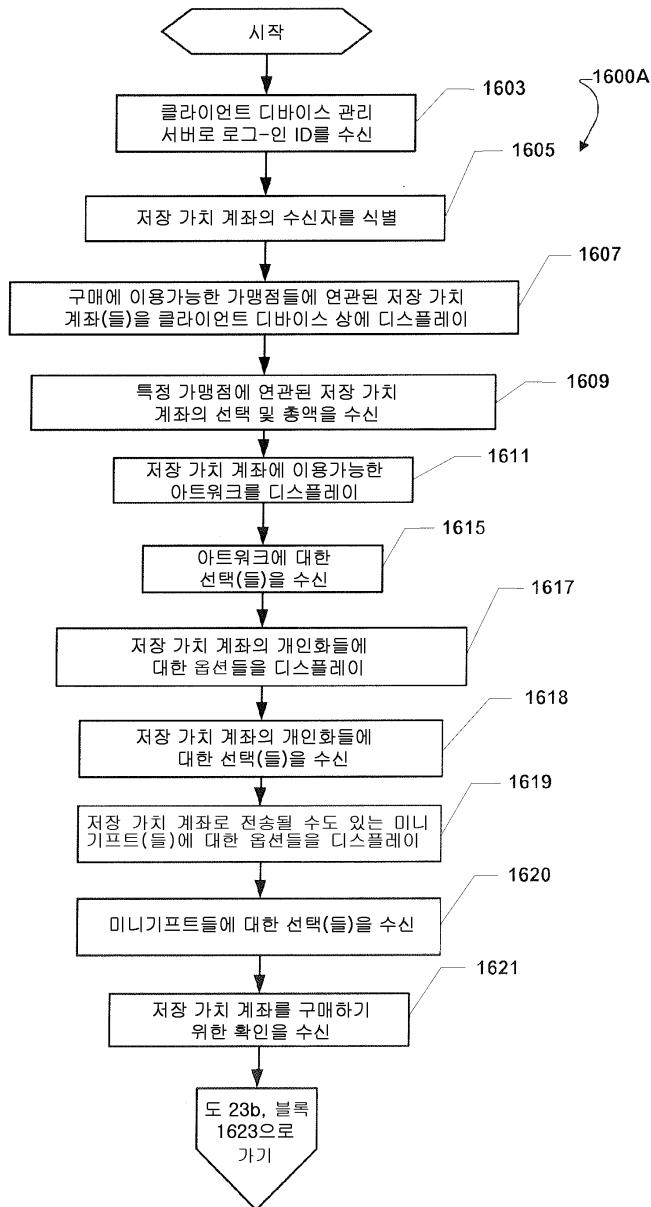 시작
1600A
1603
클라이언트 디바이스 관리
서버로 로그-인 ID를 수신
1605
저장 가치 계좌의 수신자를 식별
1607
구매에 이용가능한 가맹점들에 연관된 저장 가치
계좌(들)을 클라이언트 디바이스 상에 디스플레이
1609
특정 가맹점에 연관된 저장 가치
계좌의 선택 및 총액을 수신
1611
저장 가치 계좌에 이용가능한
아트워크를 디스플레이
1615
아트워크에 대한
선택(들)을 수신
1617
저장 가치 계좌의 개인화들에
대한 옵션들을 디스플레이
1618
저장 가치 계좌의 개인화들에
대한 선택(들)을 수신
1619
저장 가치 계좌로 전송될 수도 있는 미니
기프트(들)에 대한 옵션들을 디스플레이
1620
미니기프트들에 대한 선택(들)을 수신
1621
저장 가치 계좌를 구매하기
위한 확인을 수신
도 23b, 블록
1623으로
가기